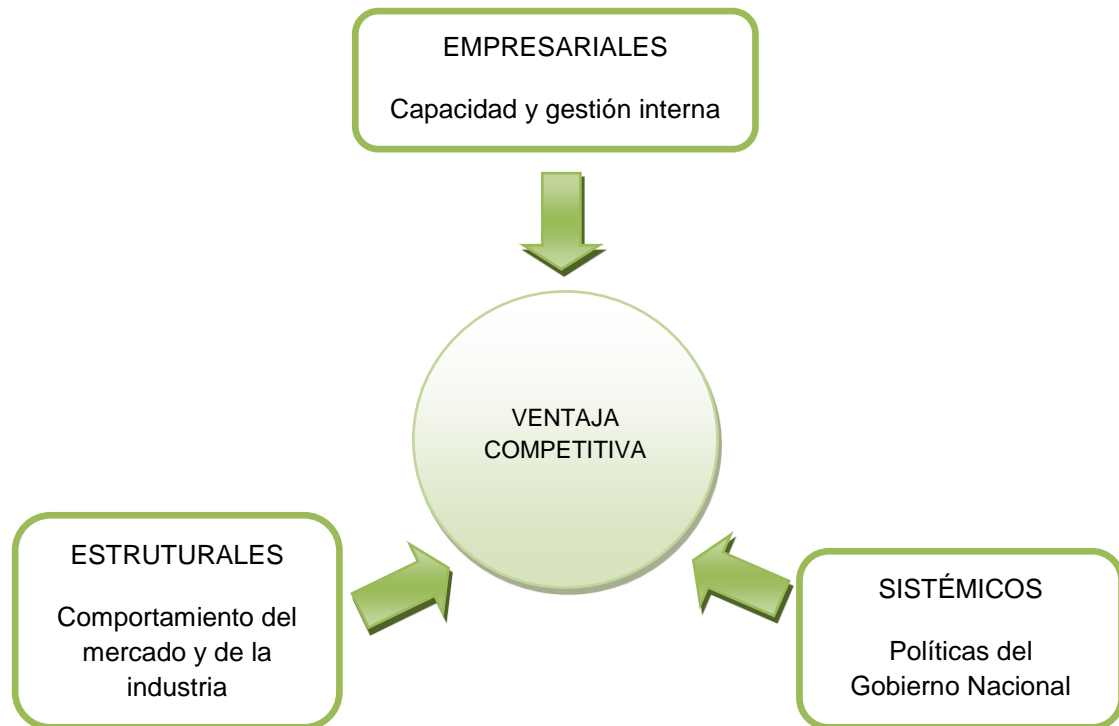 EMPRESARIALES
Capacidad y gestión interna
VENTAJA
COMPETITIVA
ESTRUTURALES
Comportamiento del
mercado y de la
industria
SISTÉMICOS
Políticas del
Gobierno Nacional